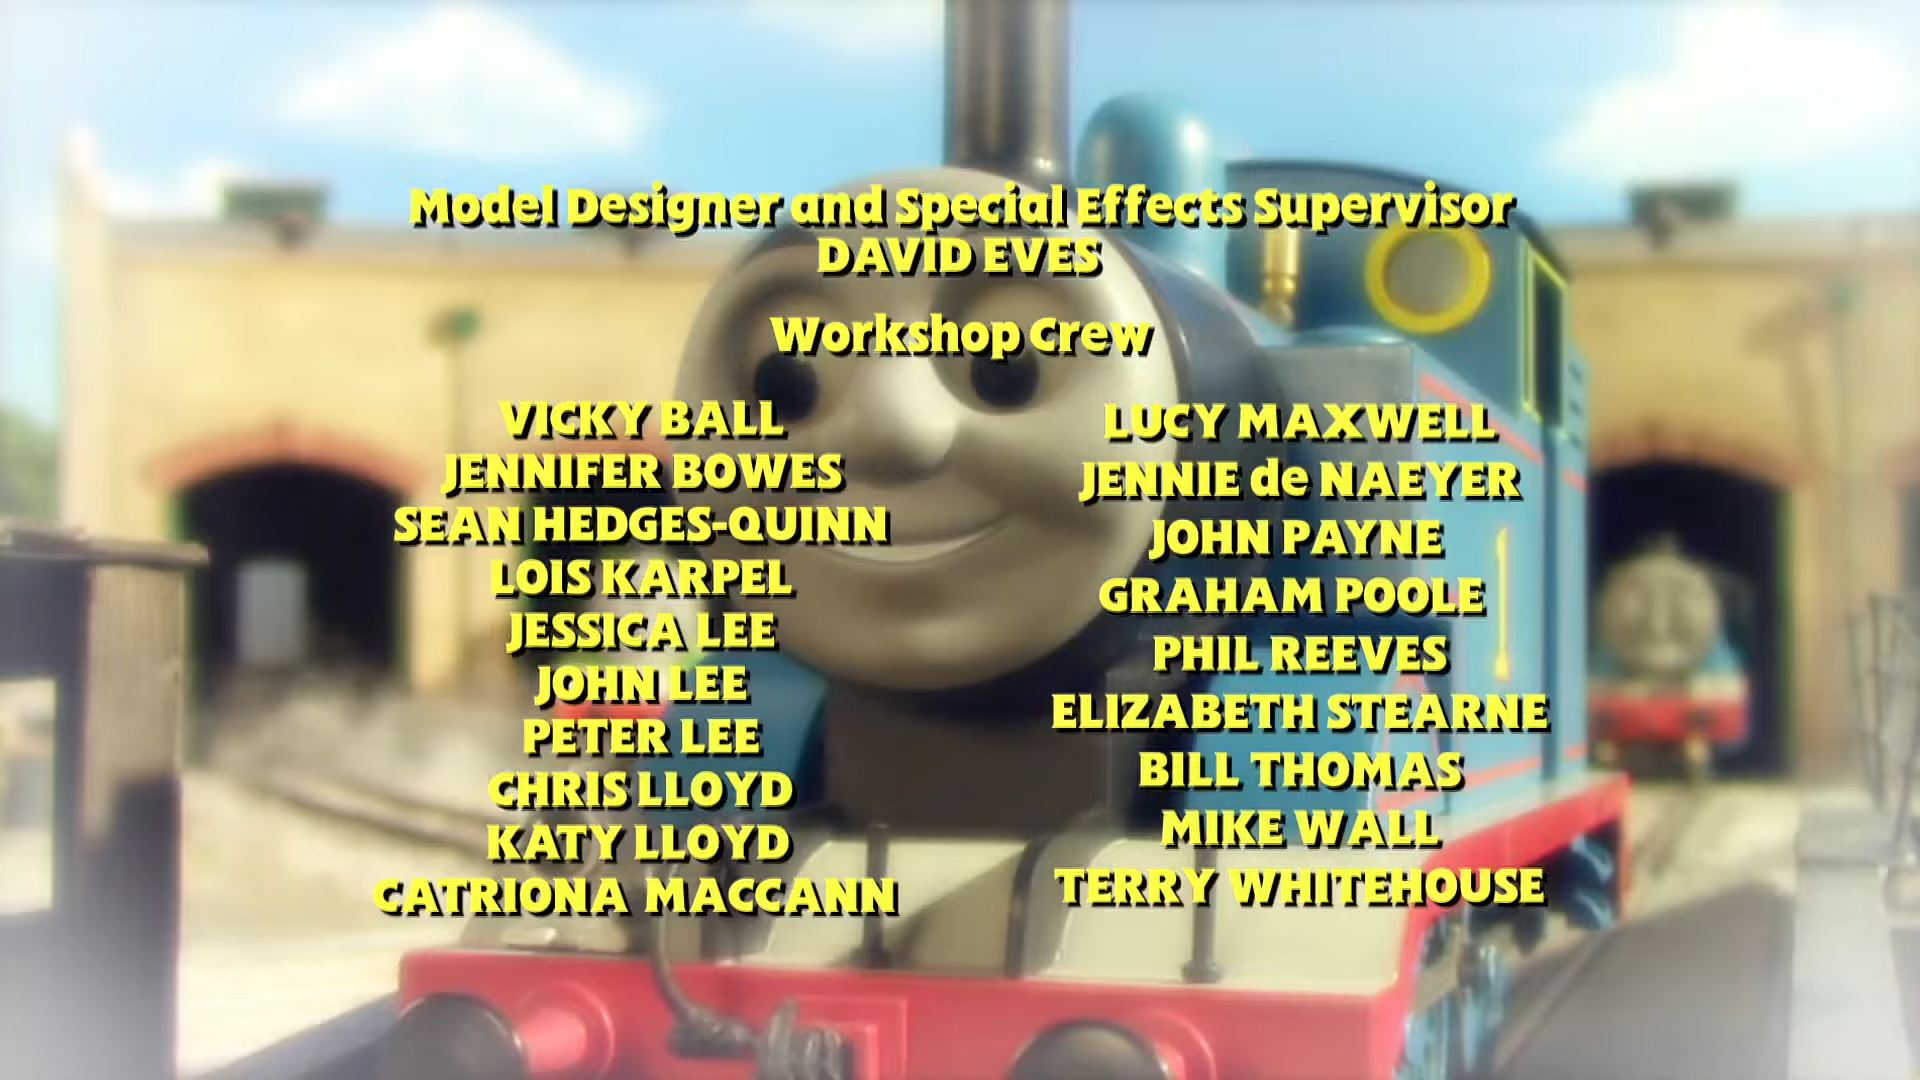 Model Designer and Special Effects Supervisor
DAVID EVES
Workshop Crew
VICKY BALL
JENNIFER BOWES
SEAN HEDGES-QUINN
LOIS KARPEL
JESSICA LEE
JOHN LEE
PETER LEE
CHRIS LLOYD
KATY LLOYD
CATRIONA MACCANN
LUCY MAXWELL
JENNIE de NAEYER
JOHN PAYNE
GRAHAM POOLE
PHIL REEVES
ELIZABETH STEARNE
BILL THOMAS
MIKE WALL
TERRY WHITEHOUSE
1